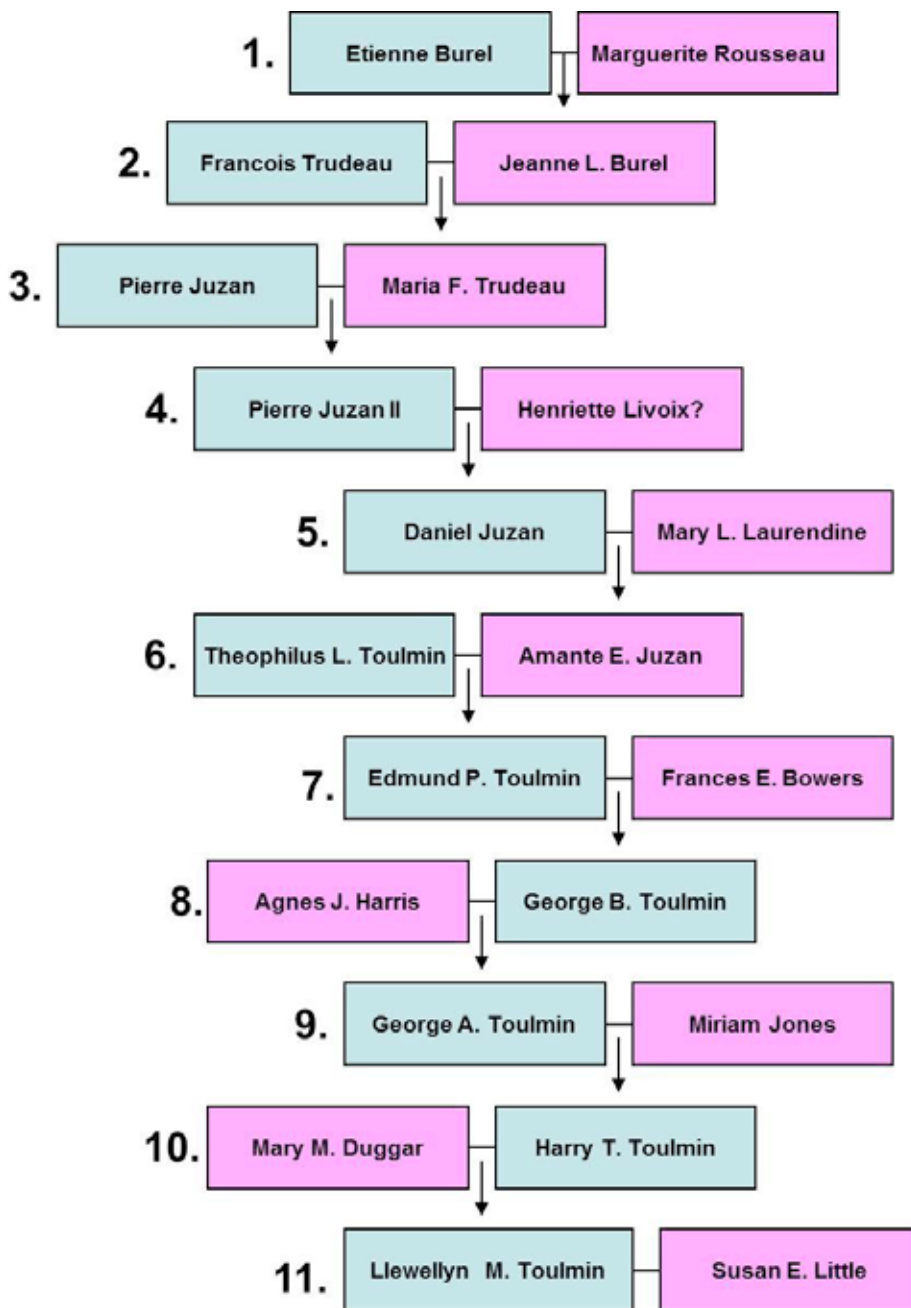 1. Etienne Burel Marguerite Rousseau
2. Francois Trudeau Jeanne L. Burel
3. Pierre Juzan Maria F. Trudeau
4. Pierre Juzan II Henriette Livoix?
5. Daniel Juzan Mary L. Laurendine
6. Theophilus L. Toulmin Amante E. Juzan
7. Edmund P. Toulmin Frances E. Bowers
8. Agnes J. Harris George B. Toulmin
9. George A. Toulmin Miriam Jones
10. Mary M. Duggar Harry T. Toulmin
11. Llewellyn M. Toulmin Susan E. Little